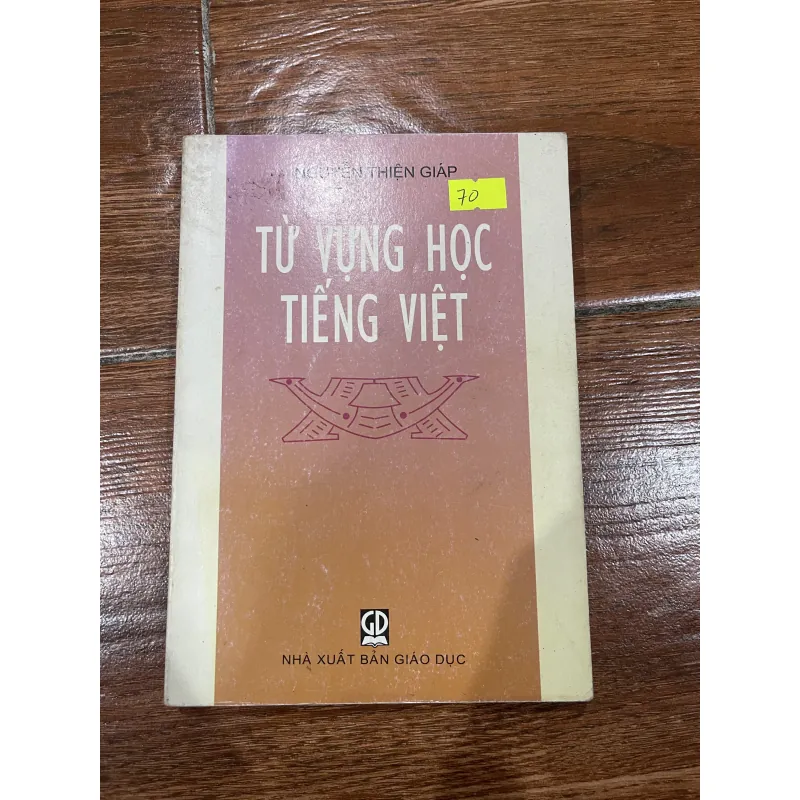 NGUYỄN THIỆN GIÁP
70
TỪ VỰNG HỌC
TIẾNG VIỆT
GD
NHÀ XUẤT BẢN GIÁO DỤC